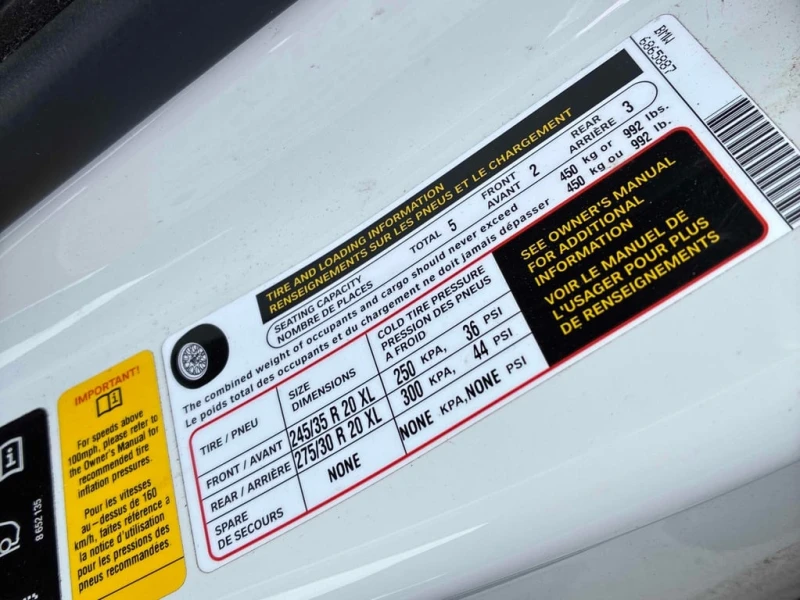 BMW
6865887
TIRE AND LOADING INFORMATION
RENSEIGNEMENTS SUR LES PNEUS ET LE CHARGEMENT
SEATING CAPACITY
NOMBRE DE PLACES
TOTAL 5
FRONT
AVANT 2
REAR
ARRIÈRE 3
The combined weight of occupants and cargo should never exceed 450 kg or 992 lbs.
Le poids total des occupants et du chargement ne doit jamais dépasser 450 kg ou 992 lb.
TIRE / PNEU
SIZE
DIMENSIONS
COLD TIRE PRESSURE
PRESSION DES PNEUS
A FROID
FRONT / AVANT 245/35 R 20 XL 250 KPA, 36 PSI
REAR / ARRIÈRE 275/30 R 20 XL 300 KPA, 44 PSI
SPARE
DE SECOURS
NONE
NONE KPA, NONE PSI
SEE OWNER'S MANUAL
FOR ADDITIONAL
INFORMATION
VOIR LE MANUEL DE
L'USAGER POUR PLUS
DE RENSEIGNEMENTS
IMPORTANT!
For speeds above
100mph, please refer to
the Owner's Manual for
recommended tire
inflation pressures.
Pour les vitesses
au-dessus de 160
km/h, faites référence a
la notice d'utilisation
pour les pressions des
pneus recommandées.
8 652 135